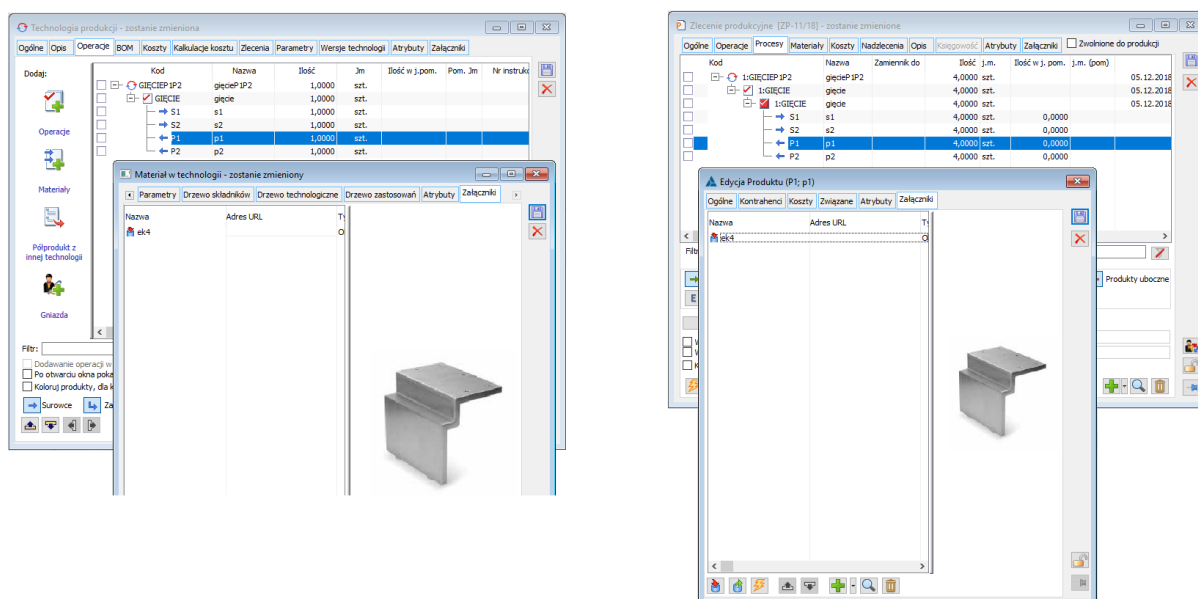 Technologia produkcji - zostanie zmieniona
Ogólne Opis Operacje BOM Koszty Kalkulacje kosztu Zlecenia Parametry Wersje technologii Atrybuty Załączniki
Dodaj:
Operacje
Materiały
Półprodukt z
innej technologii
Gniazda
Kod Nazwa Ilość Jm Ilość w j.pom. Pom. Jm Nr instrukc
GIĘCIEP1P2 gięcieP1P2 1,0000 szt.
GIĘCIE gięcie 1,0000 szt.
S1 s1 1,0000 szt.
S2 s2 1,0000 szt.
P1 p1 1,0000 szt.
P2 p2 1,0000 szt.
Filtr:
Dodawanie operacji w
Po otwarciu okna poka
Koloruj produkty, dla k
Surowce Za
Materiał w technologii - zostanie zmieniony
Parametry Drzewo składników Drzewo technologiczne Drzewo zastosowań Atrybuty Załączniki
Nazwa Adres URL Ty
ek4 O
Zlecenie produkcyjne [ZP-11/18] - zostanie zmienione
Ogólne Operacje Procesy Materiały Koszty Nadzlecenia Opis Księgowość Atrybuty Załączniki Zwolnione do produkcji
Kod Nazwa Zamiennik do Ilość j.m. Ilość w j. pom. j.m. (pom)
1:GIĘCIEP1P2 gięcieP1P2 4,0000 szt. 05.12.2018
1:GIĘCIE gięcie 4,0000 szt. 05.12.2018
1:GIĘCIE gięcie 4,0000 szt. 05.12.2018
S1 s1 4,0000 szt. 0,0000
S2 s2 4,0000 szt. 0,0000
P1 p1 4,0000 szt. 0,0000
P2 p2 4,0000 szt. 0,0000
Filt
E
W
W
K
Produkty uboczne
Edycja Produktu (P1; p1)
Ogólne Kontrahenci Koszty Związane Atrybuty Załączniki
Nazwa Adres URL Ty
ek4 O